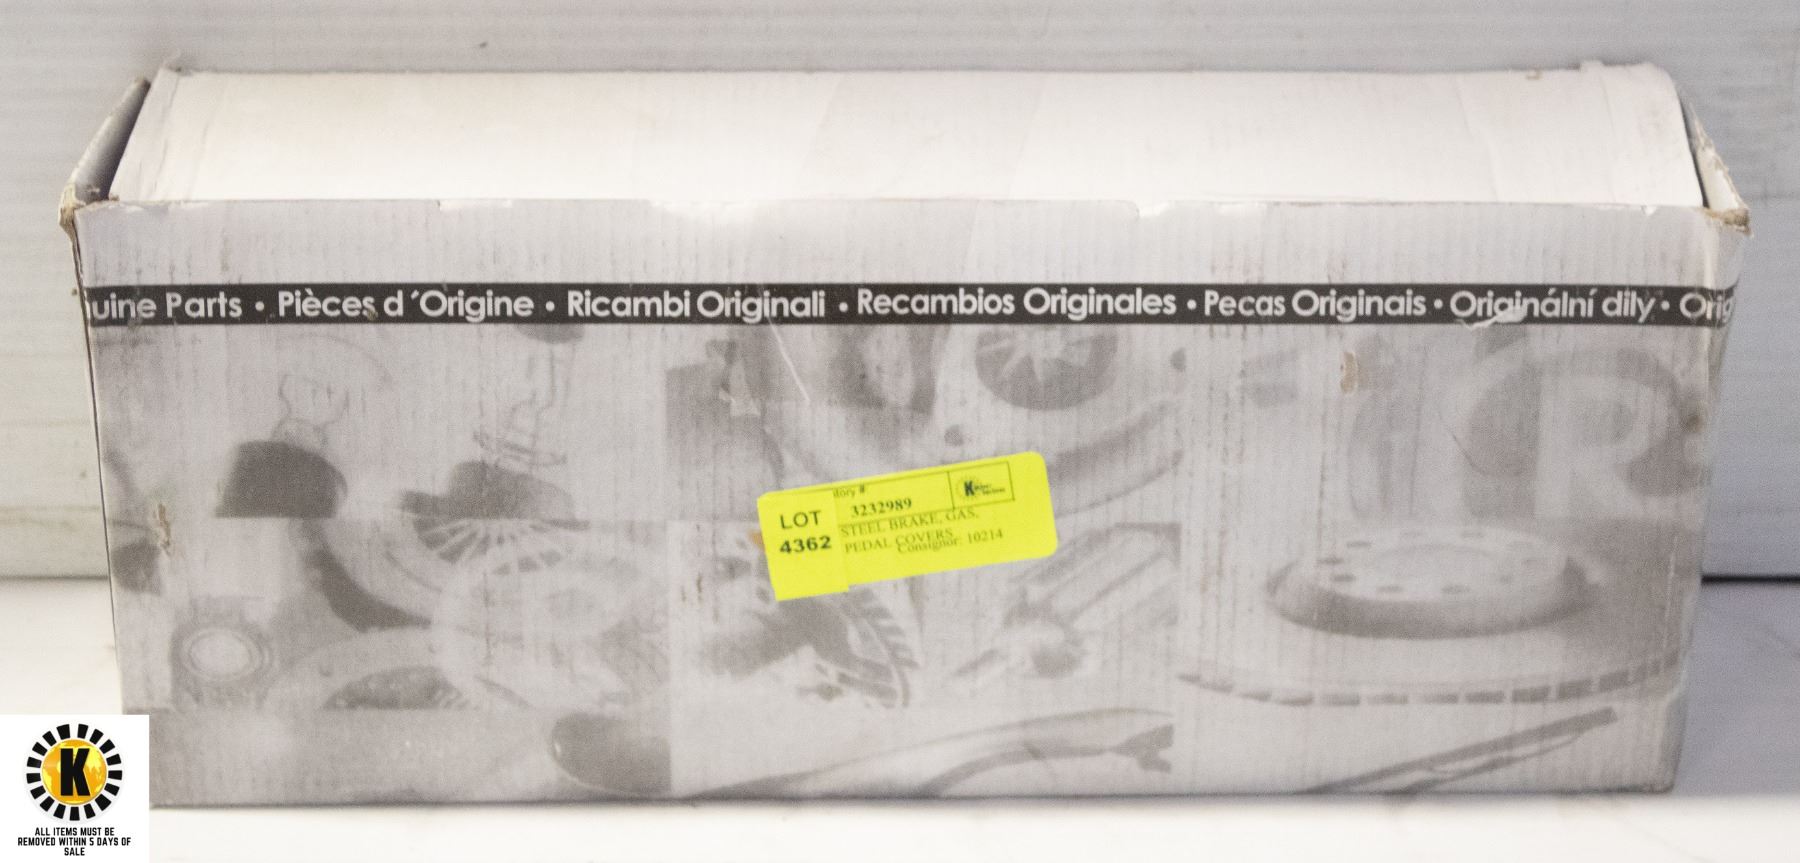 uine Parts • Pièces d ´Origine • Ricambi Originali • Recambios Originales • Pecas Originais • Originální díly • Orig
tory #
3232989
LOT
4362
STEEL BRAKE, GAS,
PEDAL COVERS
Consignor: 10214
K
ALL ITEMS MUST BE
REMOVED WITHIN 5 DAYS OF
SALE